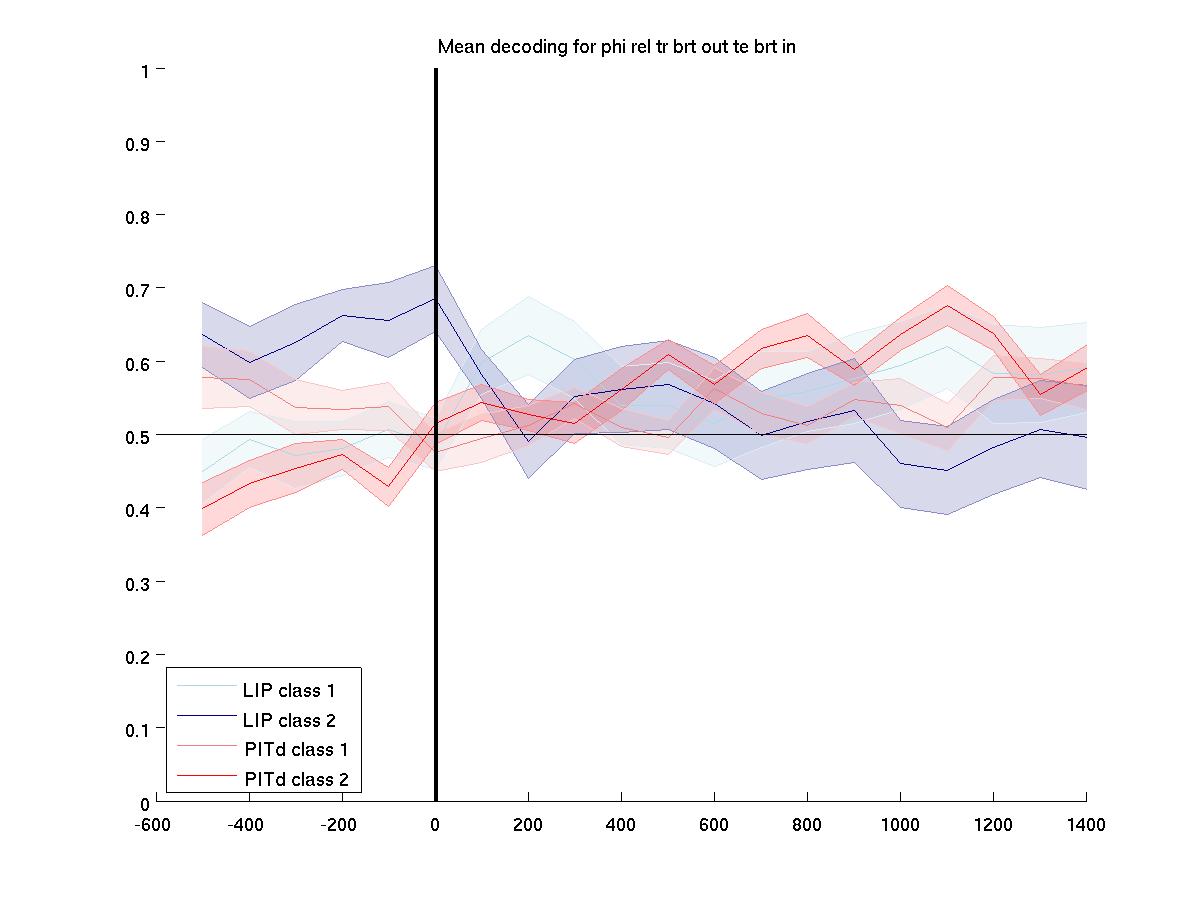 Mean decoding for phi rel tr brt out te brt in
1
0.9
0.8
0.7
0.6
0.5
0.4
0.3
0.2
0.1
0
LIP class 1
LIP class 2
PITd class 1
PITd class 2
-600 -400 -200 0 200 400 600 800 1000 1200 1400